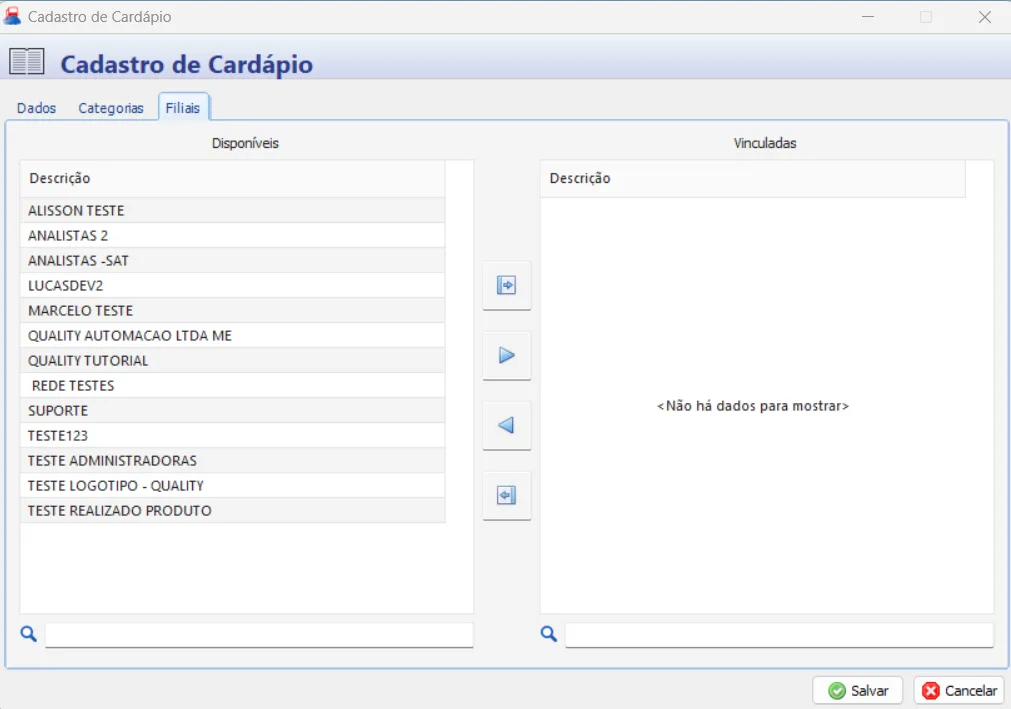 Cadastro de Cardápio
Cadastro de Cardápio
Dados Categorias Filiais
Disponíveis
Descrição
ALISSON TESTE
ANALISTAS 2
ANALISTAS -SAT
LUCASDEV2
MARCELO TESTE
QUALITY AUTOMACAO LTDA ME
QUALITY TUTORIAL
REDE TESTES
SUPORTE
TESTE123
TESTE ADMINISTRADORAS
TESTE LOGOTIPO - QUALITY
TESTE REALIZADO PRODUTO
Vinculadas
Descrição
<Não há dados para mostrar>
Salvar Cancelar